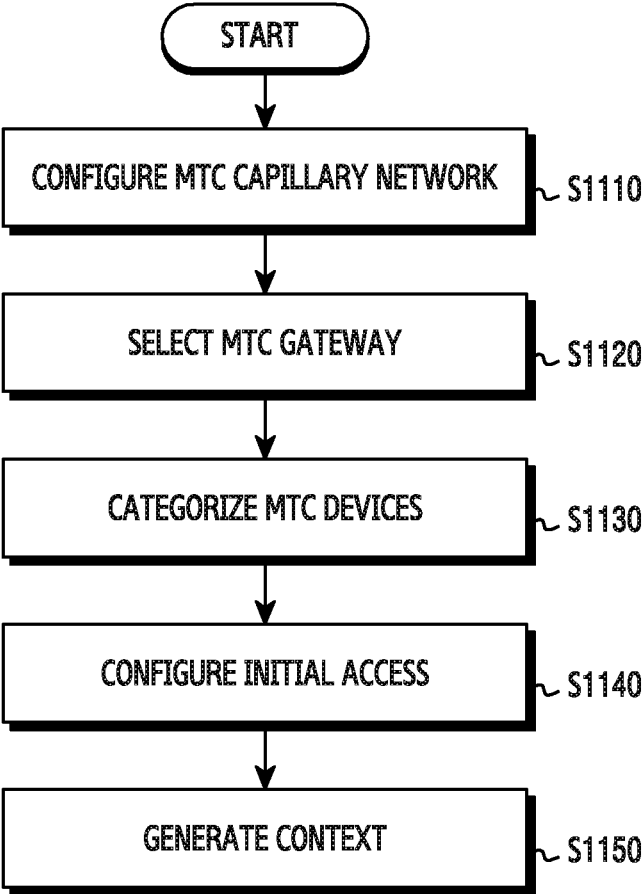 START
CONFIGURE MTC CAPILLARY NETWORK
S1110
SELECT MTC GATEWAY
S1120
CATEGORIZE MTC DEVICES
S1130
CONFIGURE INITIAL ACCESS
S1140
GENERATE CONTEXT
S1150